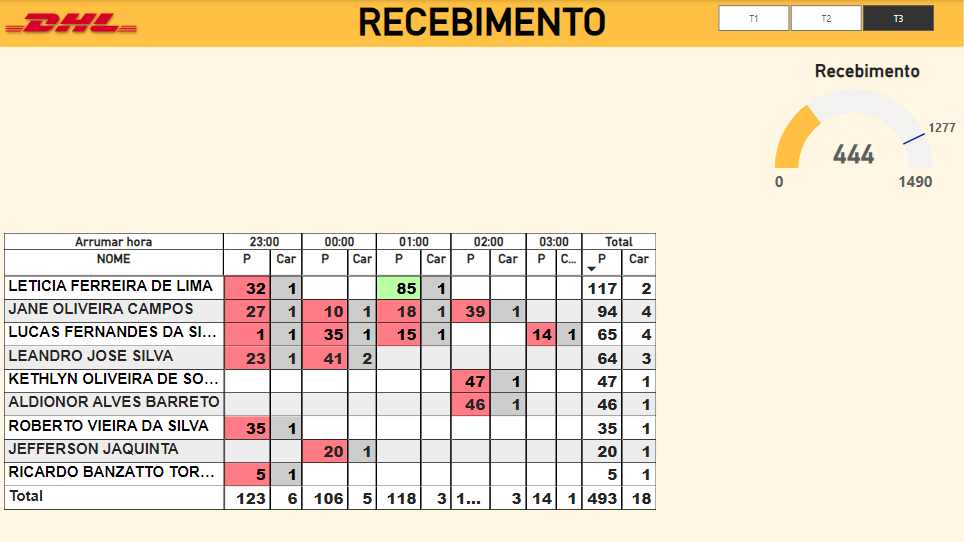 DHL RECEBIMENTO T1 T2 T3
Recebimento
1277
444
0 1490
Arrumar hora 23:00 00:00 01:00 02:00 03:00 Total
NOME P Car P Car P Car P Car P C... P Car
LETICIA FERREIRA DE LIMA 32 1 85 1 117 2
JANE OLIVEIRA CAMPOS 27 1 10 1 18 1 39 1 94 4
LUCAS FERNANDES DA SI... 1 1 35 1 15 1 14 1 65 4
LEANDRO JOSE SILVA 23 1 41 2 64 3
KETHLYN OLIVEIRA DE SO... 47 1 47 1
ALDIONOR ALVES BARRETO 46 1 46 1
ROBERTO VIEIRA DA SILVA 35 1 35 1
JEFFERSON JAQUINTA 20 1 20 1
RICARDO BANZATTO TOR... 5 1 5 1
Total 123 6 106 5 118 3 1... 3 14 1 493 18